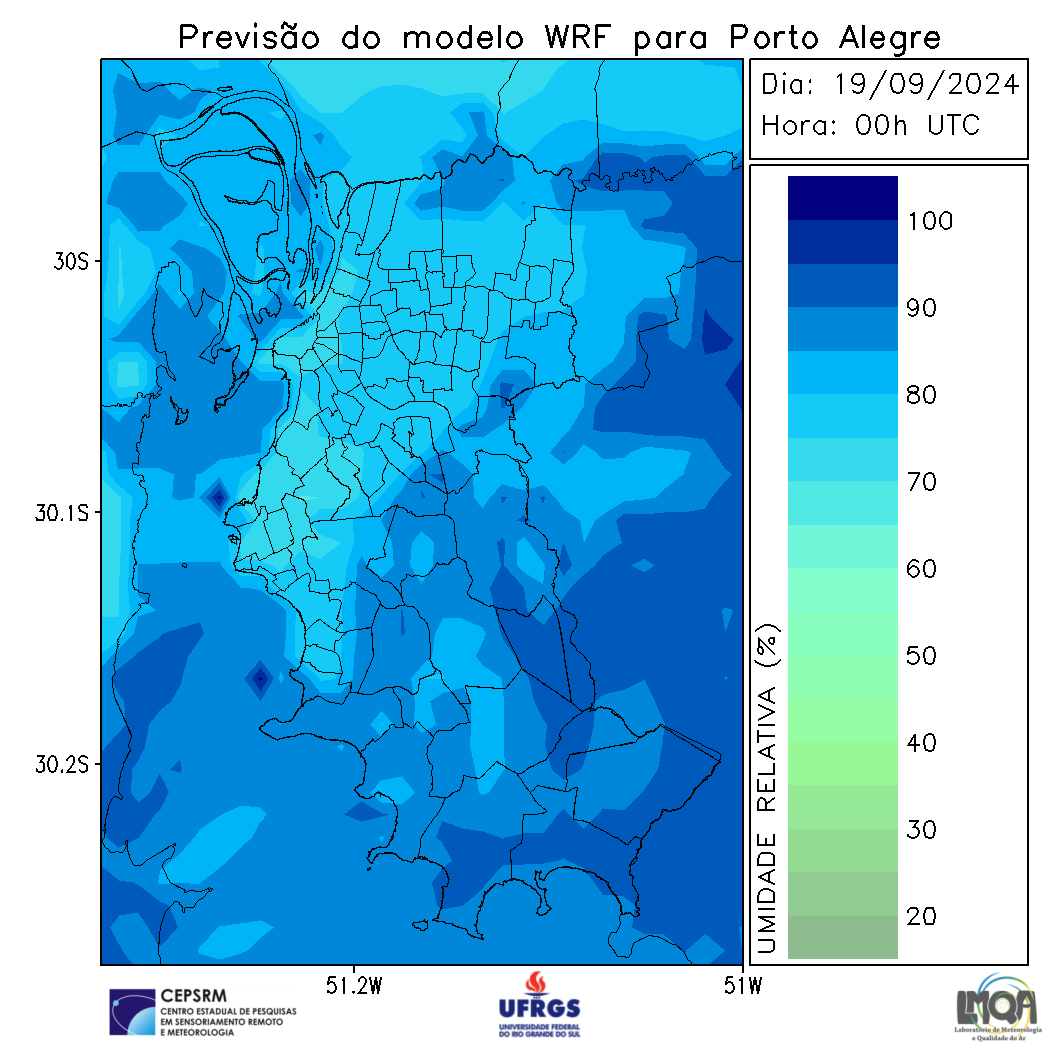 Previsão do modelo WRF para Porto Alegre
Dia: 19/09/2024
Hora: 00h UTC
30S
30.1S
30.2S
51.2W
51W
100
90
80
70
60
50
40
30
20
UMIDADE RELATIVA (%)
CEPSRM
CENTRO ESTADUAL DE PESQUISAS
EM SENSORIAMENTO REMOTO
E METEOROLOGIA
UFRGS
UNIVERSIDADE FEDERAL
DO RIO GRANDE DO SUL
LMQA
Laboratório de Meteorologia
e Qualidade do Ar